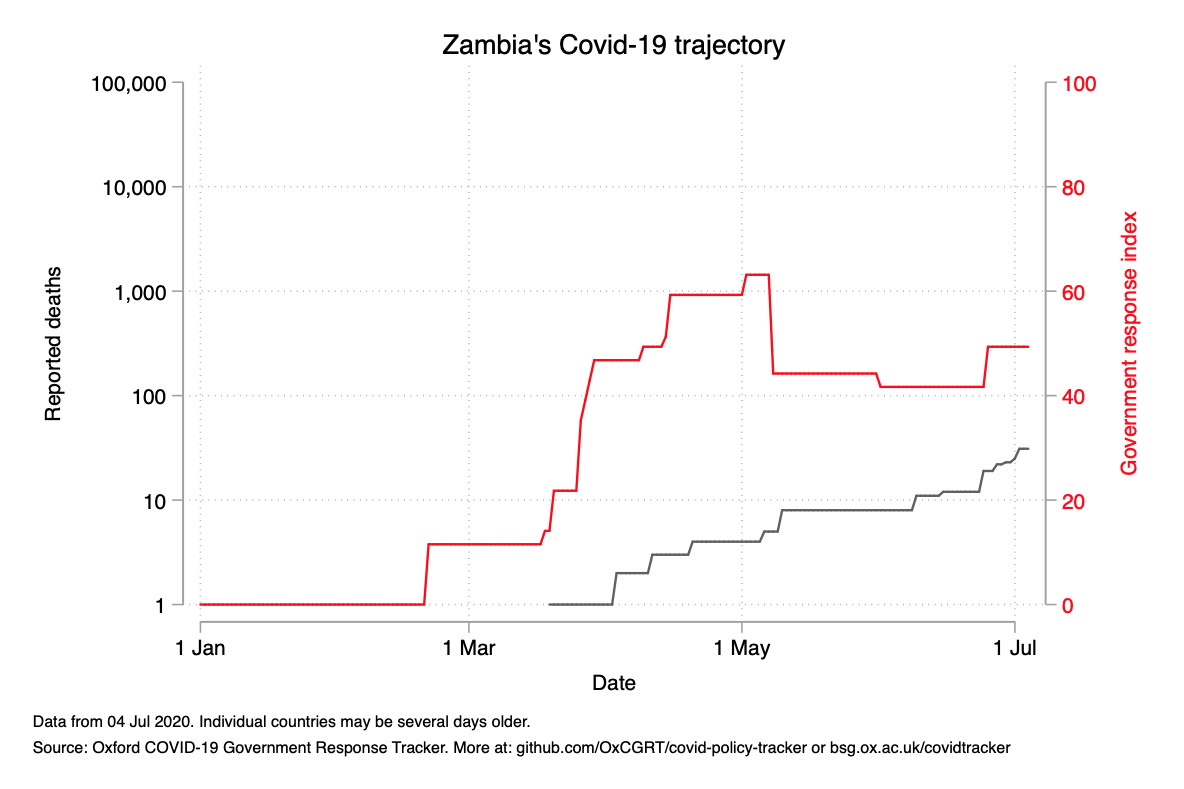 Zambia's Covid-19 trajectory
100,000
10,000
1,000
100
10
1
Reported deaths
100
80
60
40
20
0
Government response index
1 Jan
1 Mar
1 May
1 Jul
Date
Data from 04 Jul 2020. Individual countries may be several days older.
Source: Oxford COVID-19 Government Response Tracker. More at: github.com/OxCGRT/covid-policy-tracker or bsg.ox.ac.uk/covidtracker